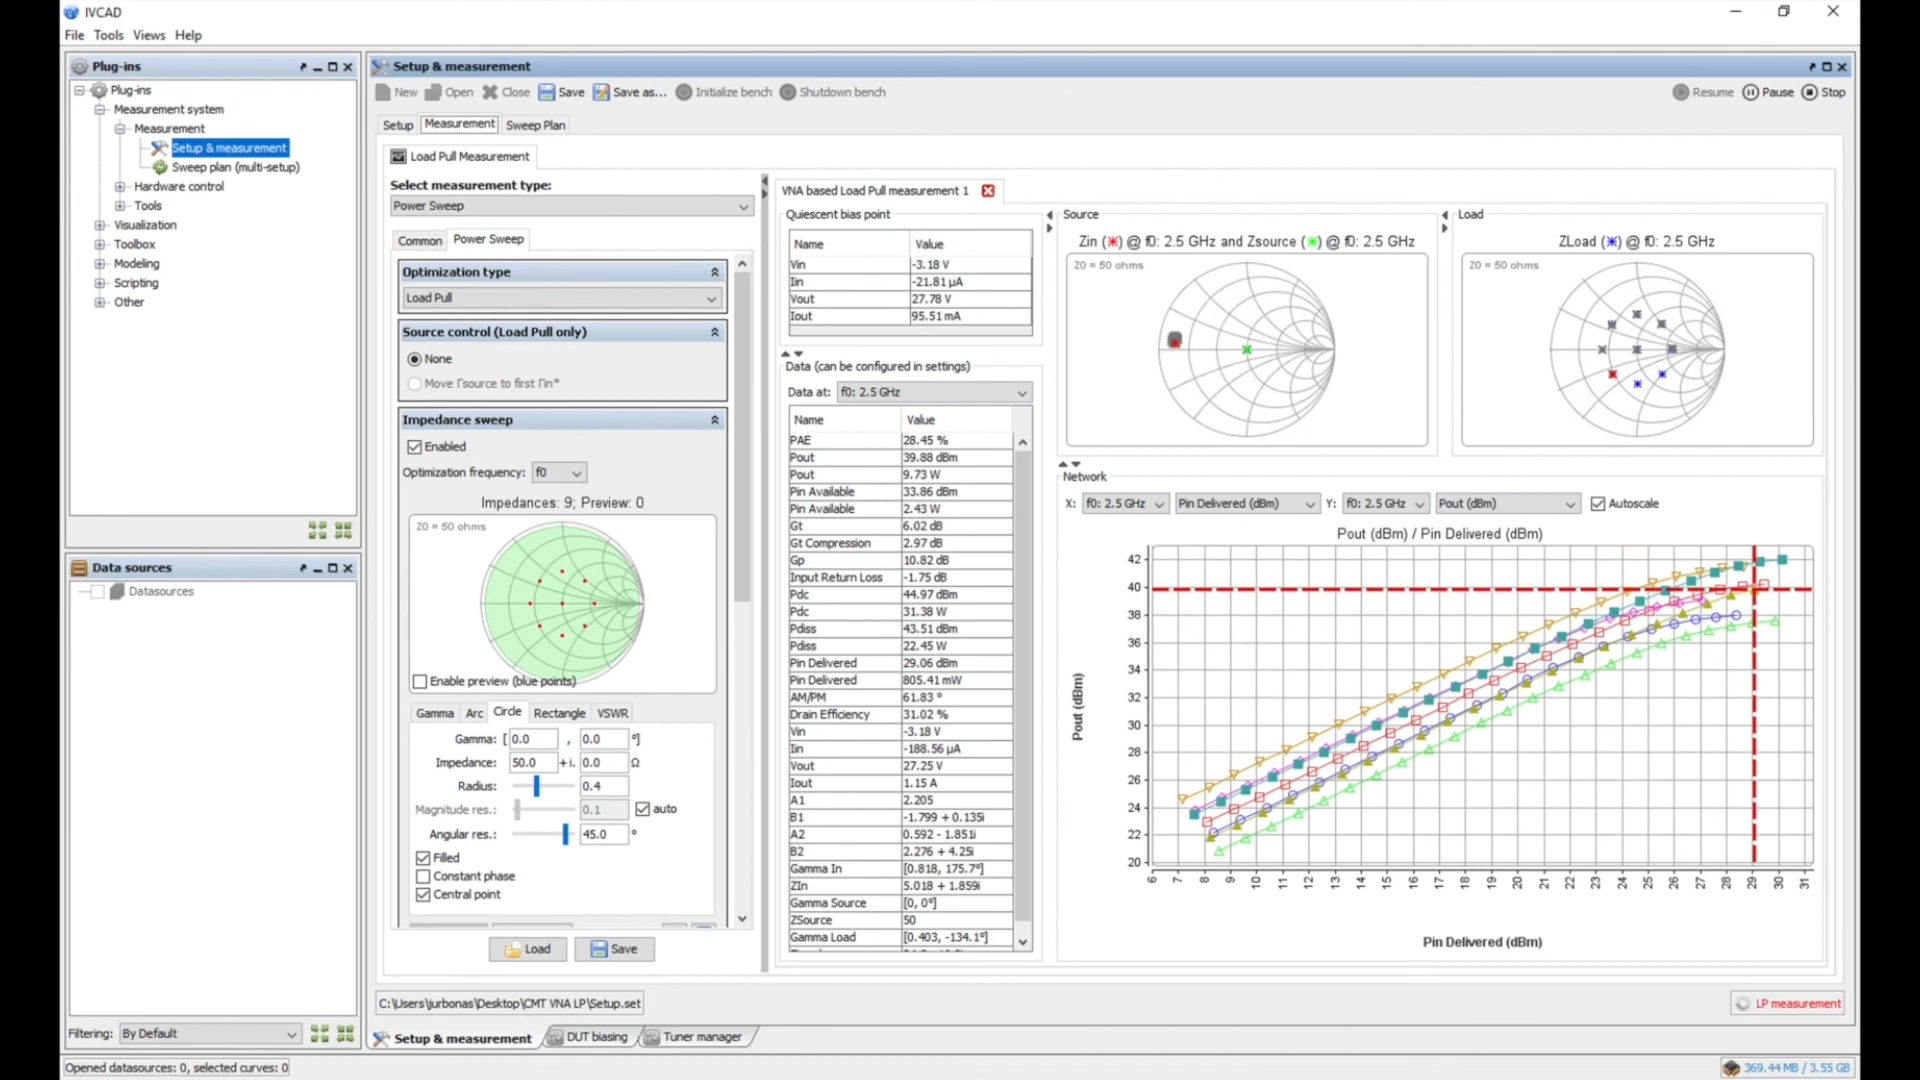 IVCAD
File Tools Views Help
Plug-ins
Plug-ins
Measurement system
Measurement
Setup & measurement
Sweep plan (multi-setup)
Hardware control
Tools
Visualization
Toolbox
Modeling
Scripting
Other
Data sources
Datasources
Filtering: By Default
Opened datasources: 0, selected curves: 0
Setup & measurement
New Open Close Save Save as... Initialize bench Shutdown bench Resume Pause Stop
Setup Measurement Sweep Plan
Load Pull Measurement
Select measurement type:
Power Sweep
Common Power Sweep
Optimization type
Load Pull
Source control (Load Pull only)
None
Move Γsource to first Γin*
Impedance sweep
Enabled
Optimization frequency: f0
Impedances: 9; Preview: 0
Z0 = 50 ohms
Enable preview (blue points)
Gamma Arc Circle Rectangle VSWR
Gamma: [ 0.0 , 0.0 °]
Impedance: 50.0 +i. 0.0 Ω
Radius: 0.4
Magnitude res.: 0.1 auto
Angular res.: 45.0 °
Filled
Constant phase
Central point
Load Save
VNA based Load Pull measurement 1
Quiescent bias point
Name Value
Vin -3.18 V
Iin -21.81 µA
Vout 27.78 V
Iout 95.51 mA
Data (can be configured in settings)
Data at: f0: 2.5 GHz
Name Value
PAE 28.45 %
Pout 39.88 dBm
Pout 9.73 W
Pin Available 33.86 dBm
Pin Available 2.43 W
Gt 6.02 dB
Gt Compression 2.97 dB
Gp 10.82 dB
Input Return Loss -1.75 dB
Pdc 44.97 dBm
Pdc 31.38 W
Pdiss 43.51 dBm
Pdiss 22.45 W
Pin Delivered 29.06 dBm
Pin Delivered 805.41 mW
AM/PM 61.83 °
Drain Efficiency 31.02 %
Vin -3.18 V
Iin -188.56 µA
Vout 27.25 V
Iout 1.15 A
A1 2.205
B1 -1.799 + 0.135i
A2 0.592 - 1.851i
B2 2.276 + 4.25i
Gamma In [0.818, 175.7°]
ZIn 5.018 + 1.859i
Gamma Source [0, 0°]
ZSource 50
Gamma Load [0.403, -134.1°]
Source
Zin (✳) @ f0: 2.5 GHz and Zsource (✳) @ f0: 2.5 GHz
Z0 = 50 ohms
Load
ZLoad (✳) @ f0: 2.5 GHz
Z0 = 50 ohms
Network
X: f0: 2.5 GHz Pin Delivered (dBm) Y: f0: 2.5 GHz Pout (dBm) Autoscale
Pout (dBm) / Pin Delivered (dBm)
Pout (dBm)
42
40
38
36
34
32
30
28
26
24
22
20
6 7 8 9 10 11 12 13 14 15 16 17 18 19 20 21 22 23 24 25 26 27 28 29 30 31
Pin Delivered (dBm)
C:\Users\jurbonas\Desktop\CMT VNA LP\Setup.set
LP measurement
Setup & measurement DUT biasing Tuner manager
369.44 MB / 3.55 GB